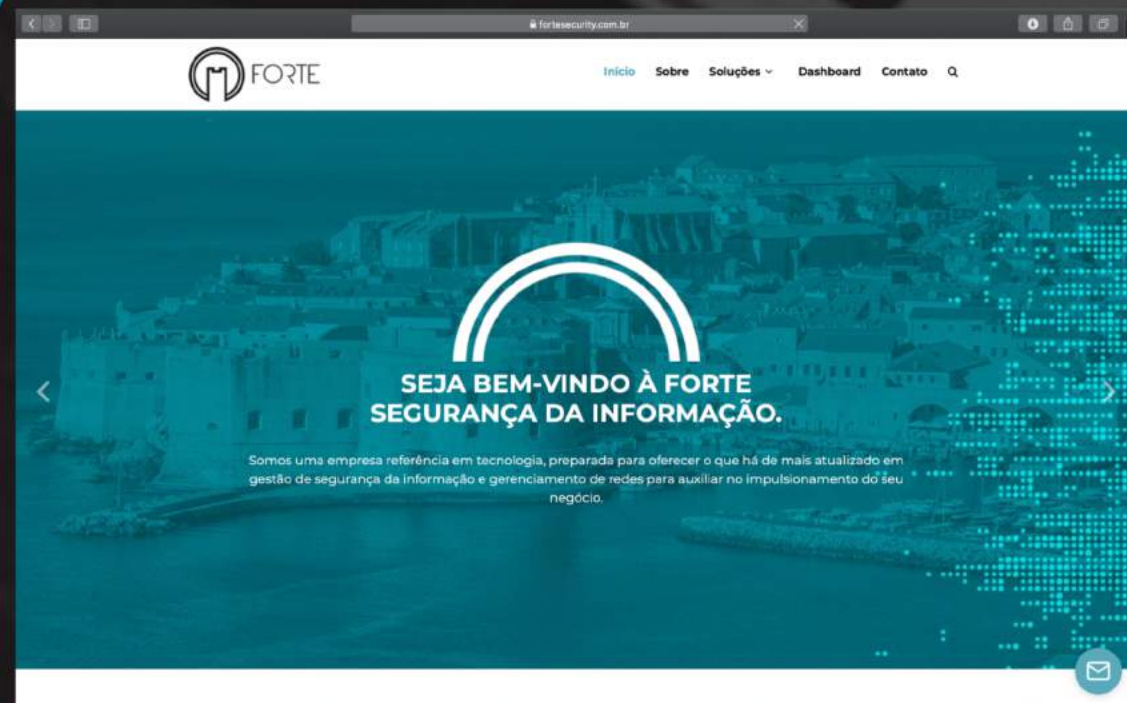 fortesecurity.com.br
FORTE
Início Sobre Soluções Dashboard Contato
SEJA BEM-VINDO À FORTE
SEGURANÇA DA INFORMAÇÃO.
Somos uma empresa referência em tecnologia, preparada para oferecer o que há de mais atualizado em
gestão de segurança da informação e gerenciamento de redes para auxiliar no impulsionamento do seu
negócio.